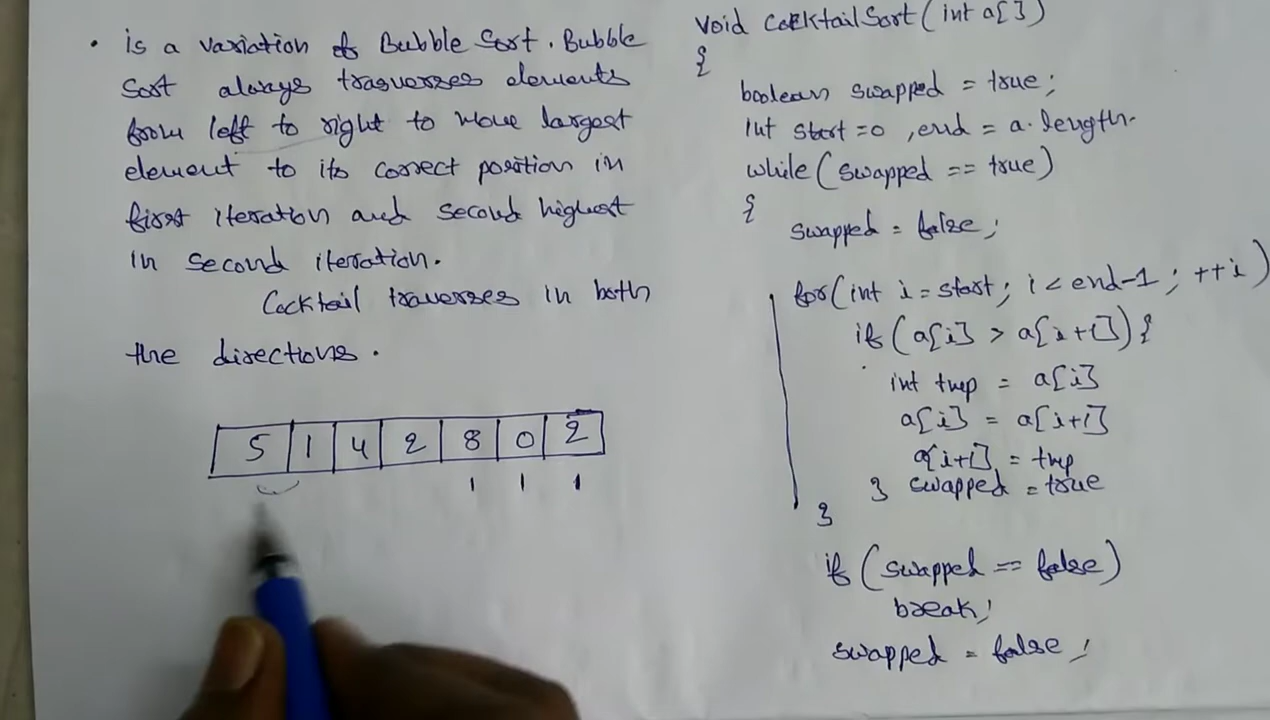 • is a variation of Bubble Sort. Bubble
Sort always trasverses elements
from left to right to move largest
element to its correct position in
first iteration and second highest
in second iteration.
Cocktail traverses in both
the directions.
5 1 4 2 8 0 2
void CocktailSort(int a[])
{
boolean swapped = true;
int start=0, end = a.length.
while(swapped == true)
{
swapped = false;
for(int i=start; i<end-1; ++i)
if(a[i] > a[i+1]){
int tmp = a[i]
a[i] = a[i+1]
a[i+1] = tmp
} swapped = true
}
if(swapped == false)
break;
swapped = false;